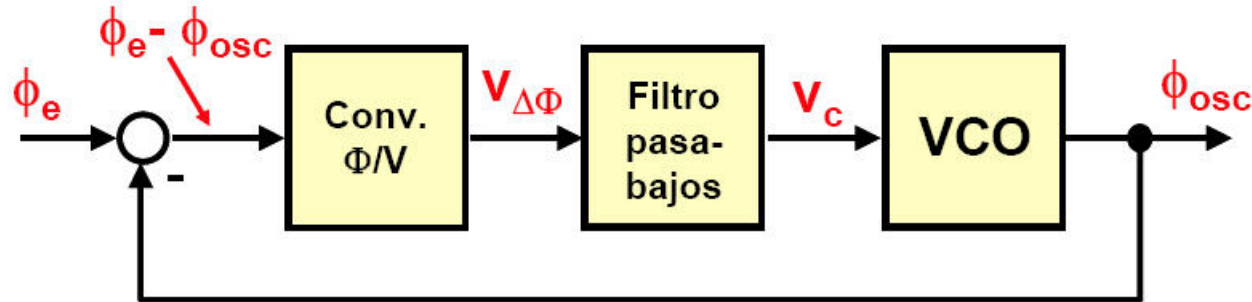 ϕe
ϕe- ϕosc
-
Conv.
Φ/V
VΔΦ
Filtro
pasa-
bajos
Vc
VCO
ϕosc